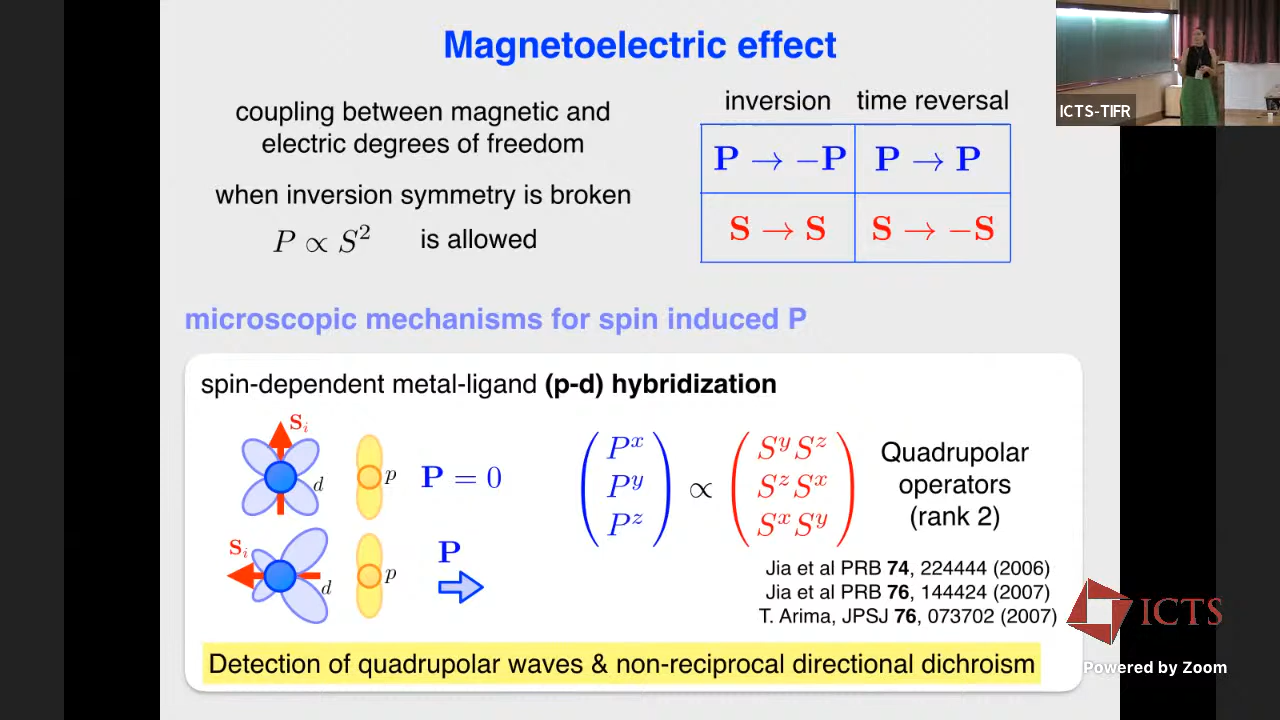 Magnetoelectric effect
coupling between magnetic and
electric degrees of freedom
when inversion symmetry is broken
P ∝ S² is allowed
inversion time reversal
P → −P P → P
S → S S → −S
ICTS-TIFR
microscopic mechanisms for spin induced P
spin-dependent metal-ligand (p-d) hybridization
Sᵢ
d p P = 0
Sᵢ
d p P
Pˣ
Pʸ
Pᶻ
∝
SʸSᶻ
SᶻSˣ
SˣSʸ
Quadrupolar
operators
(rank 2)
Jia et al PRB 74, 224444 (2006)
Jia et al PRB 76, 144424 (2007)
T. Arima, JPSJ 76, 073702 (2007)
Detection of quadrupolar waves & non-reciprocal directional dichroism
ICTS
Powered by Zoom